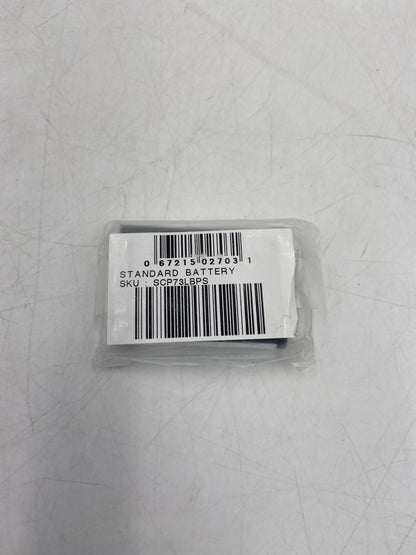 0 67215 02703 1
STANDARD BATTERY
SKU : SCP73LBPS